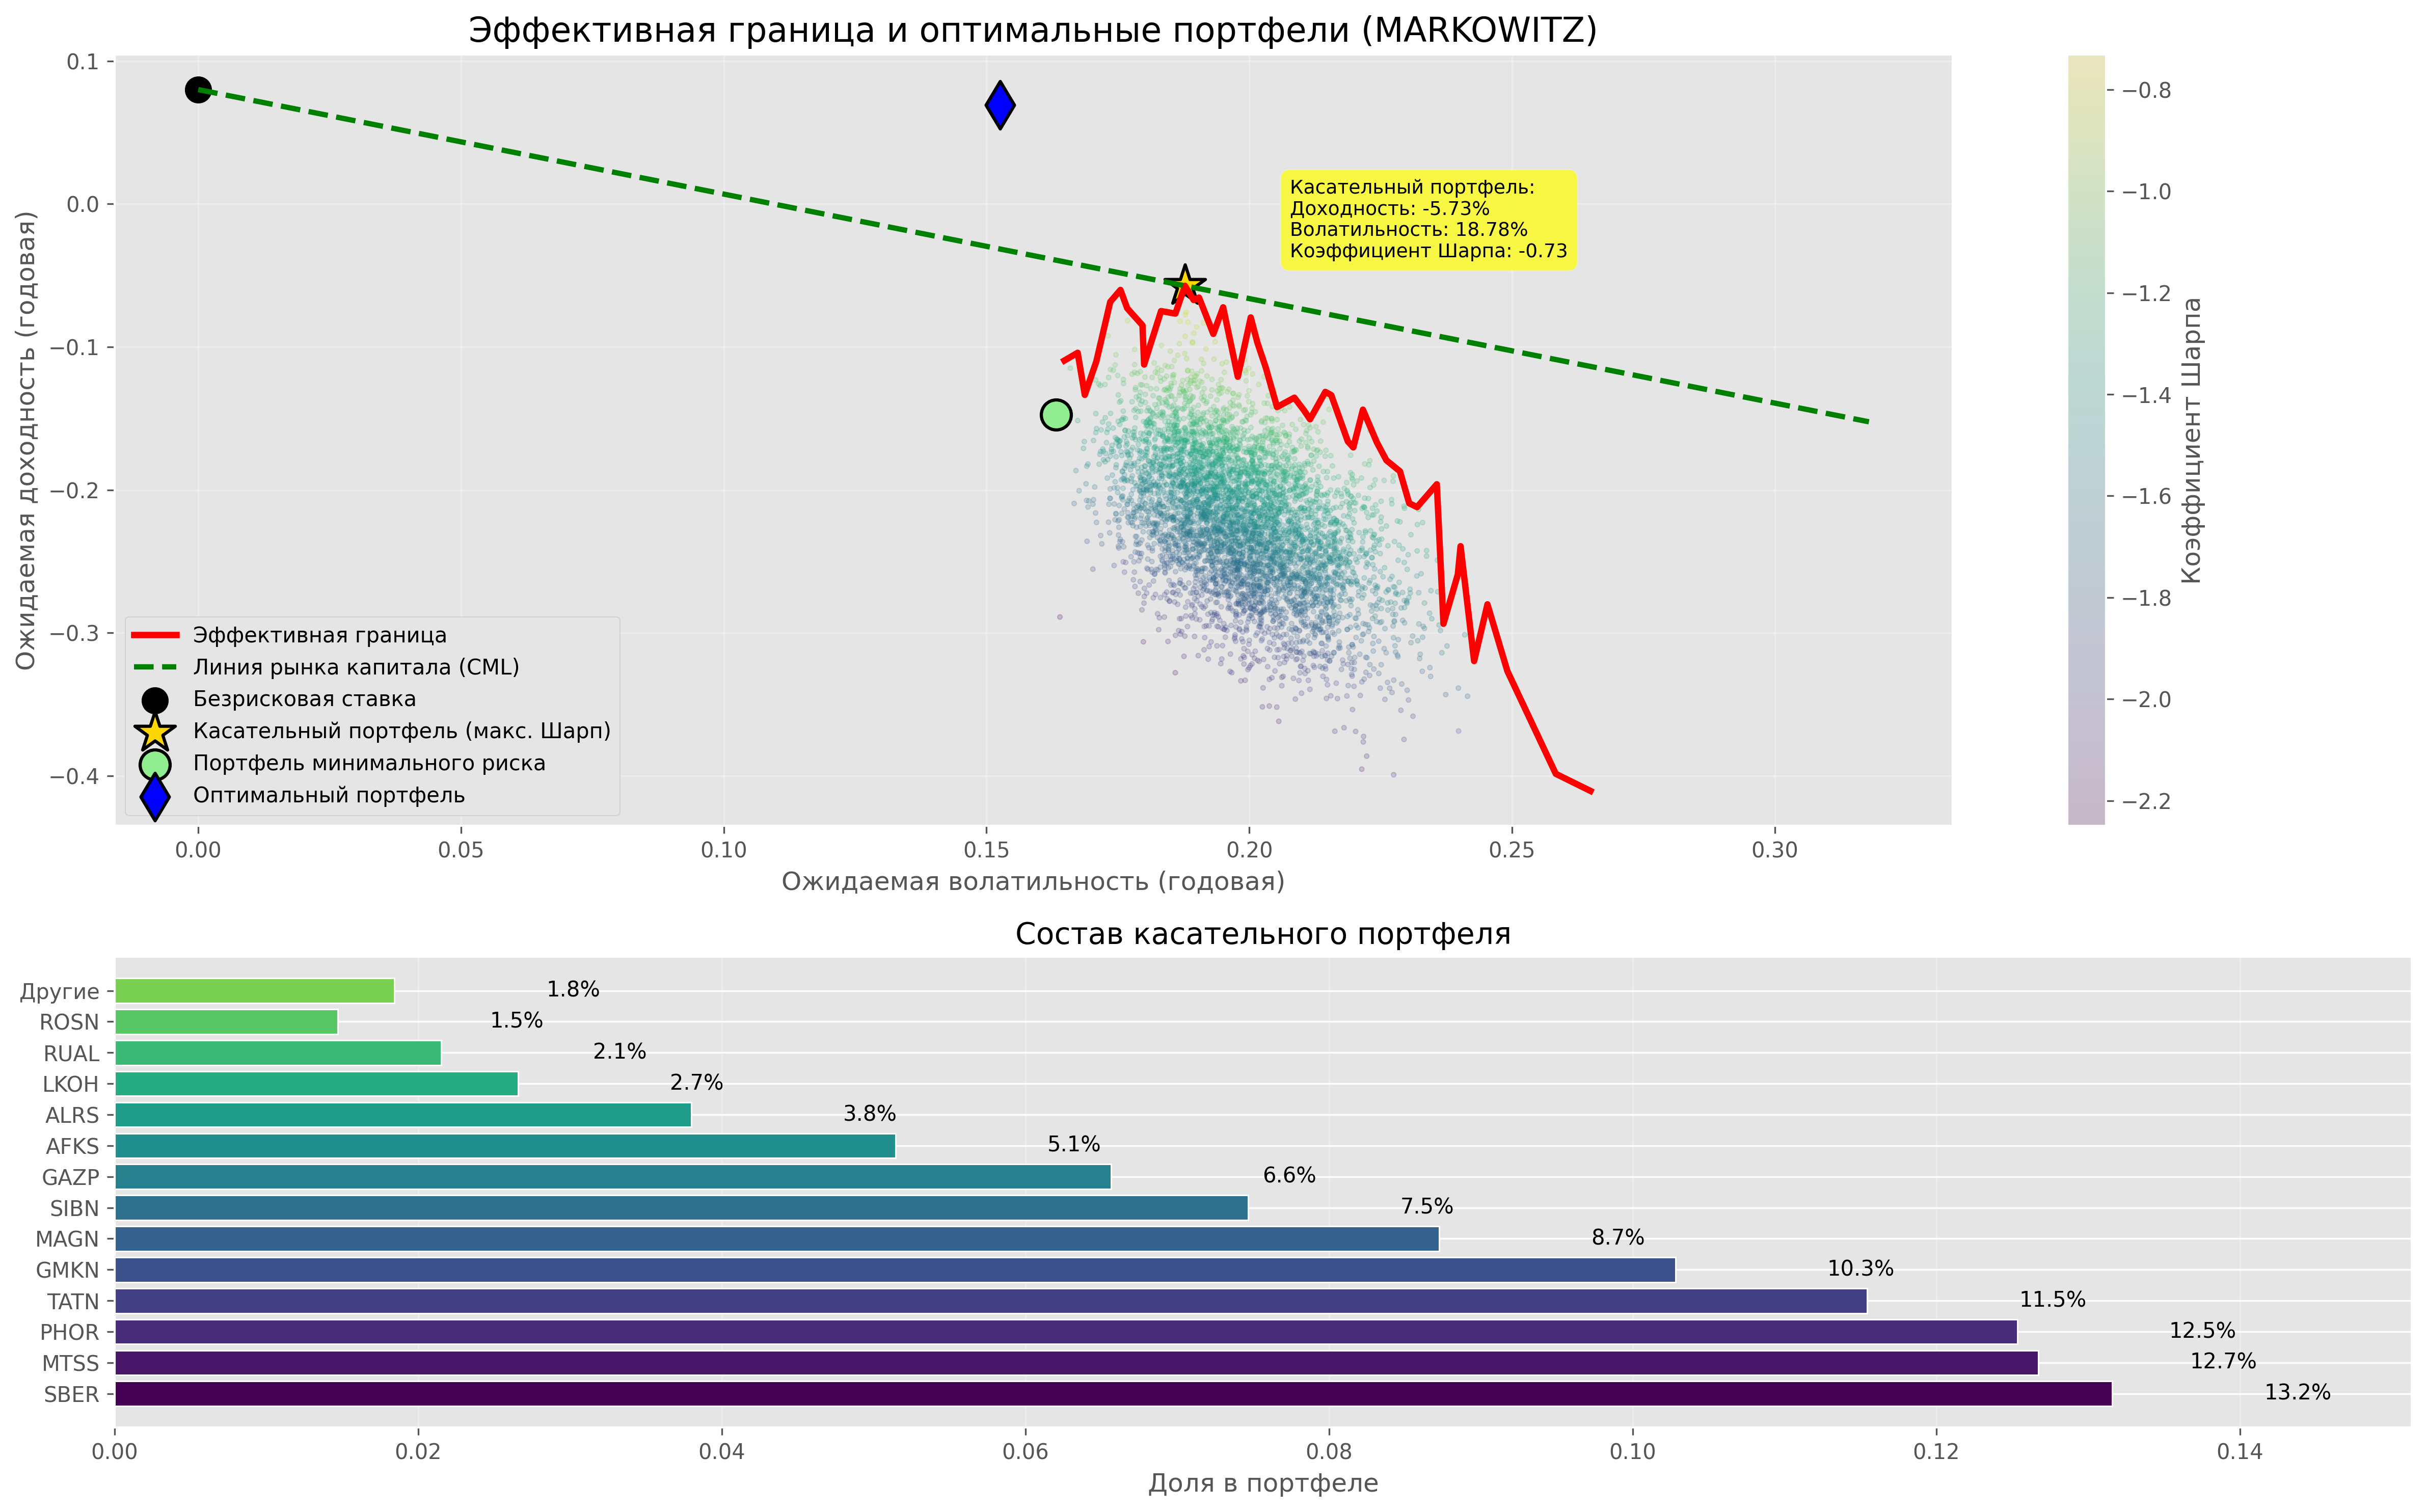 Эффективная граница и оптимальные портфели (MARKOWITZ)
Ожидаемая доходность (годовая)
0.1
0.0
−0.1
−0.2
−0.3
−0.4
Касательный портфель:
Доходность: -5.73%
Волатильность: 18.78%
Коэффициент Шарпа: -0.73
Эффективная граница
Линия рынка капитала (CML)
Безрисковая ставка
Касательный портфель (макс. Шарп)
Портфель минимального риска
Оптимальный портфель
0.00 0.05 0.10 0.15 0.20 0.25 0.30
Ожидаемая волатильность (годовая)
−0.8
−1.0
−1.2
−1.4
−1.6
−1.8
−2.0
−2.2
Коэффициент Шарпа
Состав касательного портфеля
Другие 1.8%
ROSN 1.5%
RUAL 2.1%
LKOH 2.7%
ALRS 3.8%
AFKS 5.1%
GAZP 6.6%
SIBN 7.5%
MAGN 8.7%
GMKN 10.3%
TATN 11.5%
PHOR 12.5%
MTSS 12.7%
SBER 13.2%
0.00 0.02 0.04 0.06 0.08 0.10 0.12 0.14
Доля в портфеле